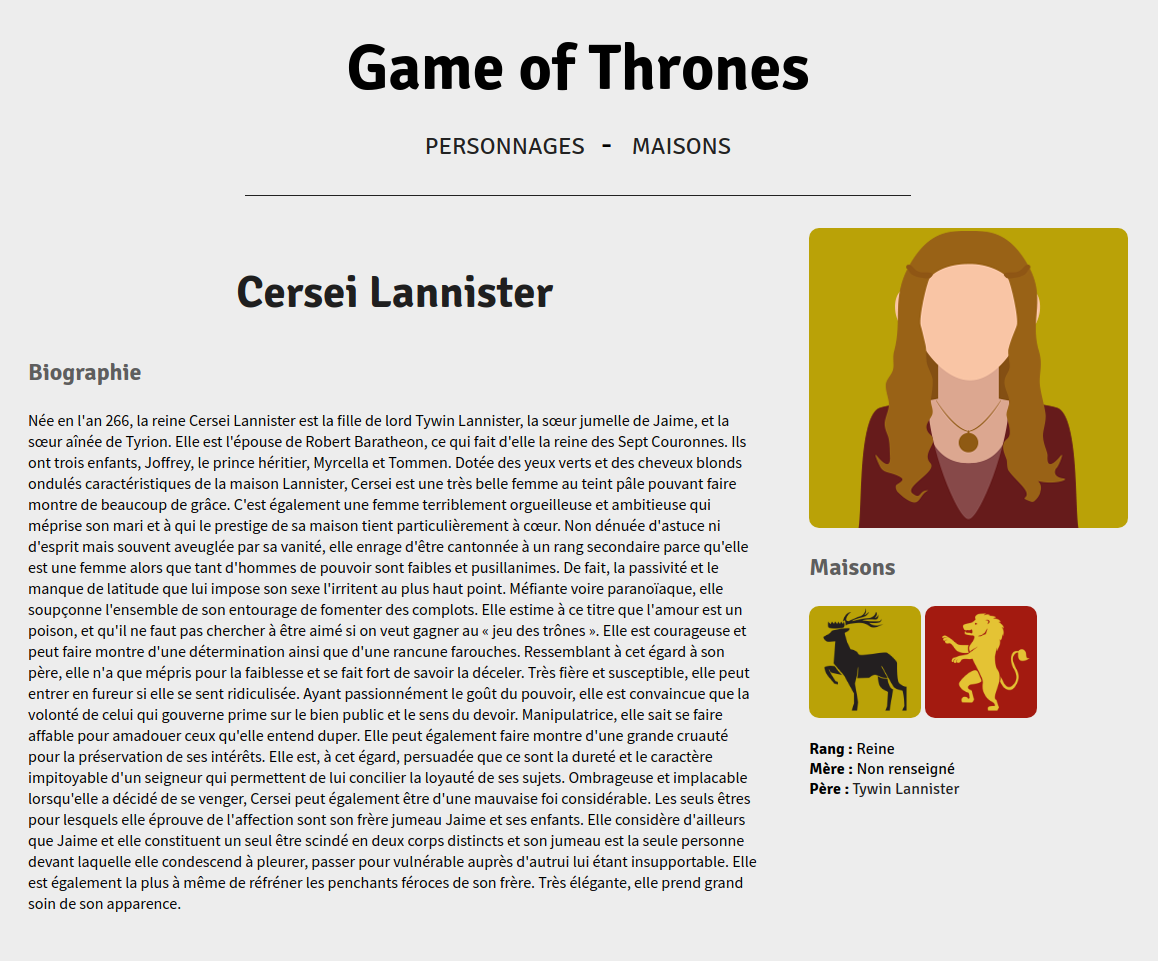 Game of Thrones
PERSONNAGES - MAISONS
Cersei Lannister
Biographie
Née en l'an 266, la reine Cersei Lannister est la fille de lord Tywin Lannister, la sœur jumelle de Jaime, et la
sœur aînée de Tyrion. Elle est l'épouse de Robert Baratheon, ce qui fait d'elle la reine des Sept Couronnes. Ils
ont trois enfants, Joffrey, le prince héritier, Myrcella et Tommen. Dotée des yeux verts et des cheveux blonds
ondulés caractéristiques de la maison Lannister, Cersei est une très belle femme au teint pâle pouvant faire
montre de beaucoup de grâce. C'est également une femme terriblement orgueilleuse et ambitieuse qui
méprise son mari et à qui le prestige de sa maison tient particulièrement à cœur. Non dénuée d'astuce ni
d'esprit mais souvent aveuglée par sa vanité, elle enrage d'être cantonnée à un rang secondaire parce qu'elle
est une femme alors que tant d'hommes de pouvoir sont faibles et pusillanimes. De fait, la passivité et le
manque de latitude que lui impose son sexe l'irritent au plus haut point. Méfiante voire paranoïaque, elle
soupçonne l'ensemble de son entourage de fomenter des complots. Elle estime à ce titre que l'amour est un
poison, et qu'il ne faut pas chercher à être aimé si on veut gagner au « jeu des trônes ». Elle est courageuse et
peut faire montre d'une détermination ainsi que d'une rancune farouches. Ressemblant à cet égard à son
père, elle n'a que mépris pour la faiblesse et se fait fort de savoir la déceler. Très fière et susceptible, elle peut
entrer en fureur si elle se sent ridiculisée. Ayant passionnément le goût du pouvoir, elle est convaincue que la
volonté de celui qui gouverne prime sur le bien public et le sens du devoir. Manipulatrice, elle sait se faire
affable pour amadouer ceux qu'elle entend duper. Elle peut également faire montre d'une grande cruauté
pour la préservation de ses intérêts. Elle est, à cet égard, persuadée que ce sont la dureté et le caractère
impitoyable d'un seigneur qui permettent de lui concilier la loyauté de ses sujets. Ombrageuse et implacable
lorsqu'elle a décidé de se venger, Cersei peut également être d'une mauvaise foi considérable. Les seuls êtres
pour lesquels elle éprouve de l'affection sont son frère jumeau Jaime et ses enfants. Elle considère d'ailleurs
que Jaime et elle constituent un seul être scindé en deux corps distincts et son jumeau est la seule personne
devant laquelle elle condescend à pleurer, passer pour vulnérable auprès d'autrui lui étant insupportable. Elle
est également la plus à même de réfréner les penchants féroces de son frère. Très élégante, elle prend grand
soin de son apparence.
Maisons
Rang : Reine
Mère : Non renseigné
Père : Tywin Lannister